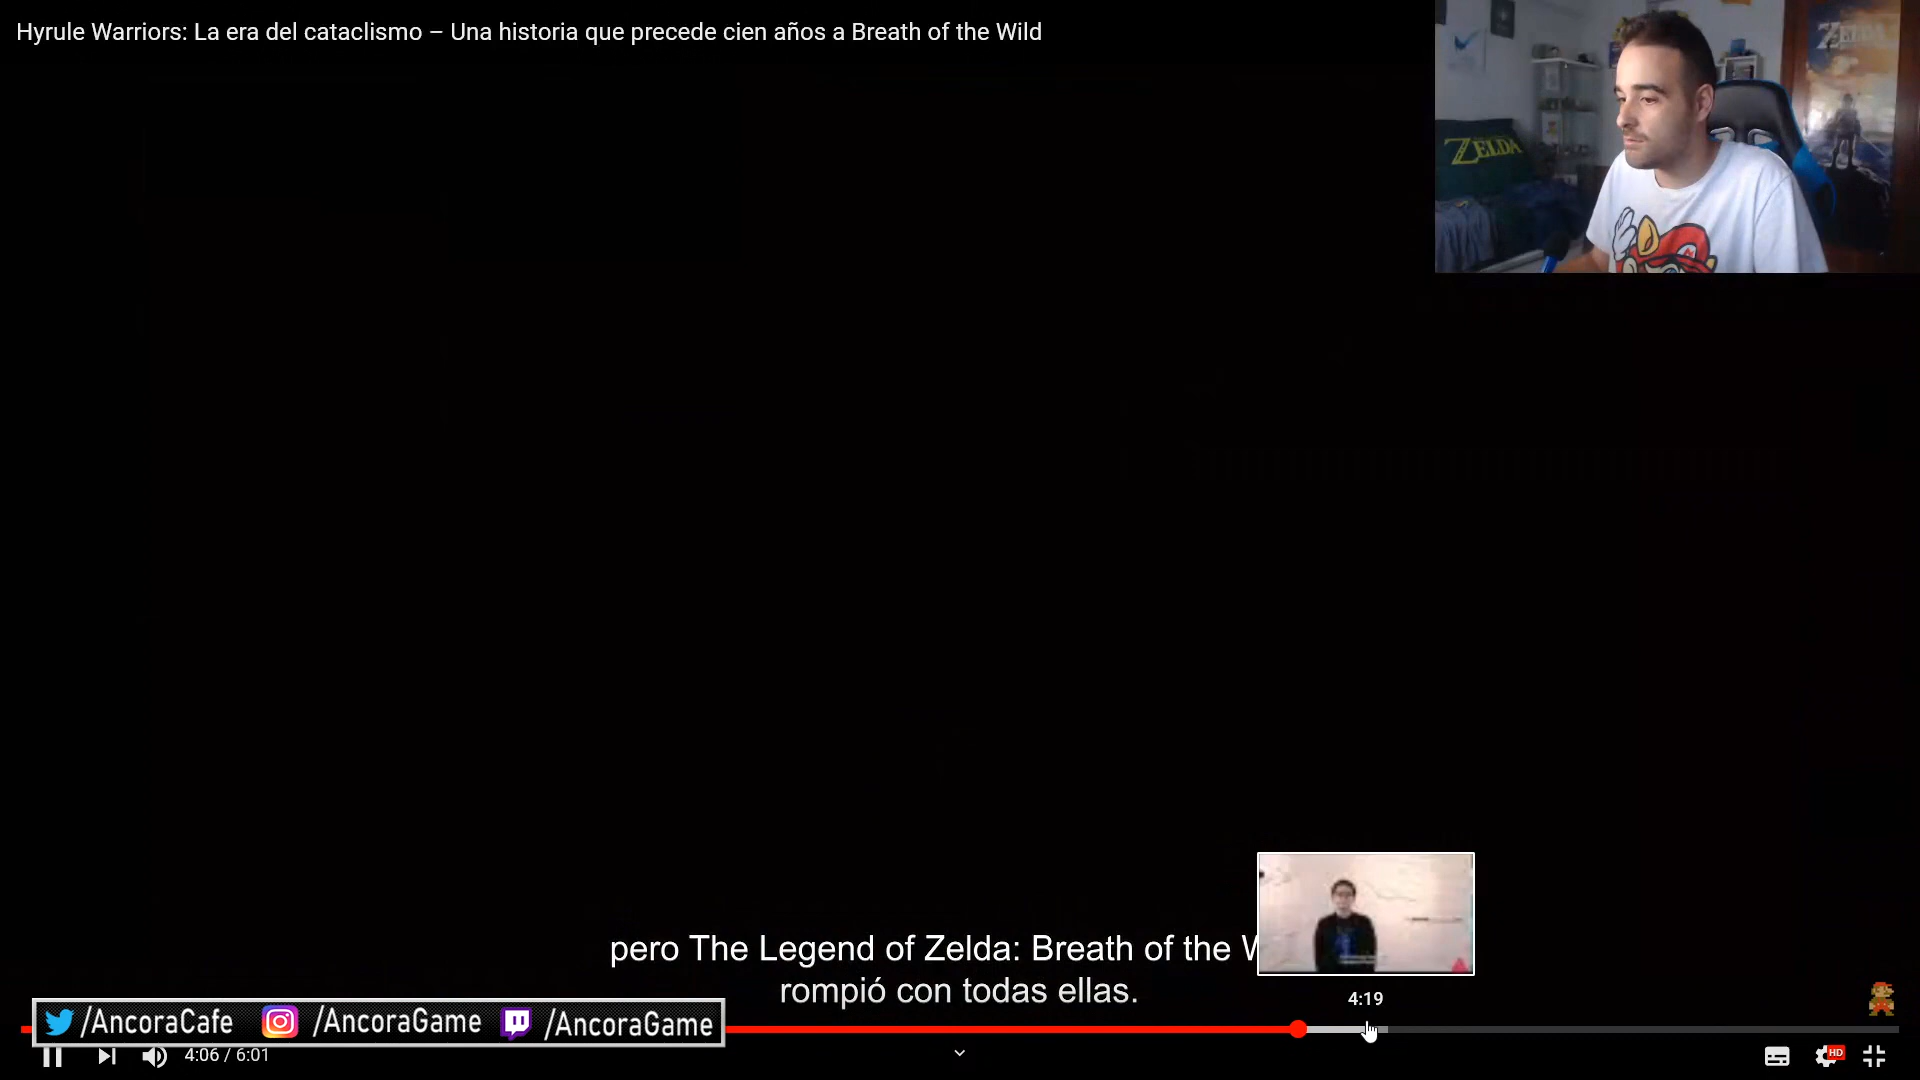 Hyrule Warriors: La era del cataclismo – Una historia que precede cien años a Breath of the Wild
ZELDA
ZELDA
M
pero The Legend of Zelda: Breath of the W
rompió con todas ellas.
4:19
/AncoraCafe /AncoraGame /AncoraGame
4:06 / 6:01
HD